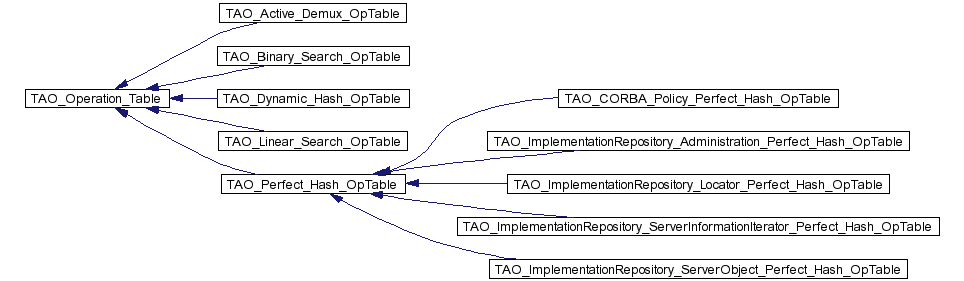 TAO_Active_Demux_OpTable
TAO_Binary_Search_OpTable
TAO_Operation_Table
TAO_Dynamic_Hash_OpTable
TAO_CORBA_Policy_Perfect_Hash_OpTable
TAO_Linear_Search_OpTable
TAO_ImplementationRepository_Administration_Perfect_Hash_OpTable
TAO_Perfect_Hash_OpTable
TAO_ImplementationRepository_Locator_Perfect_Hash_OpTable
TAO_ImplementationRepository_ServerInformationIterator_Perfect_Hash_OpTable
TAO_ImplementationRepository_ServerObject_Perfect_Hash_OpTable